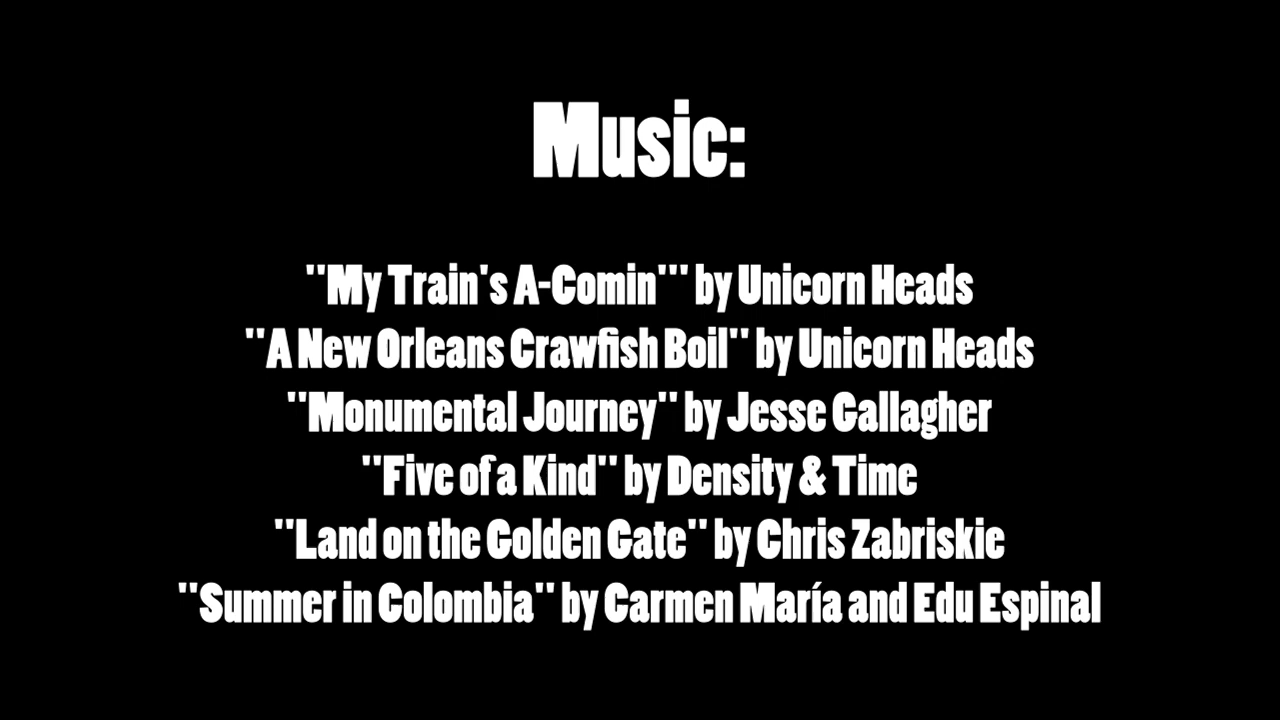 Music:
"My Train's A-Comin'" by Unicorn Heads
"A New Orleans Crawfish Boil" by Unicorn Heads
"Monumental Journey" by Jesse Gallagher
"Five of a Kind" by Density & Time
"Land on the Golden Gate" by Chris Zabriskie
"Summer in Colombia" by Carmen María and Edu Espinal